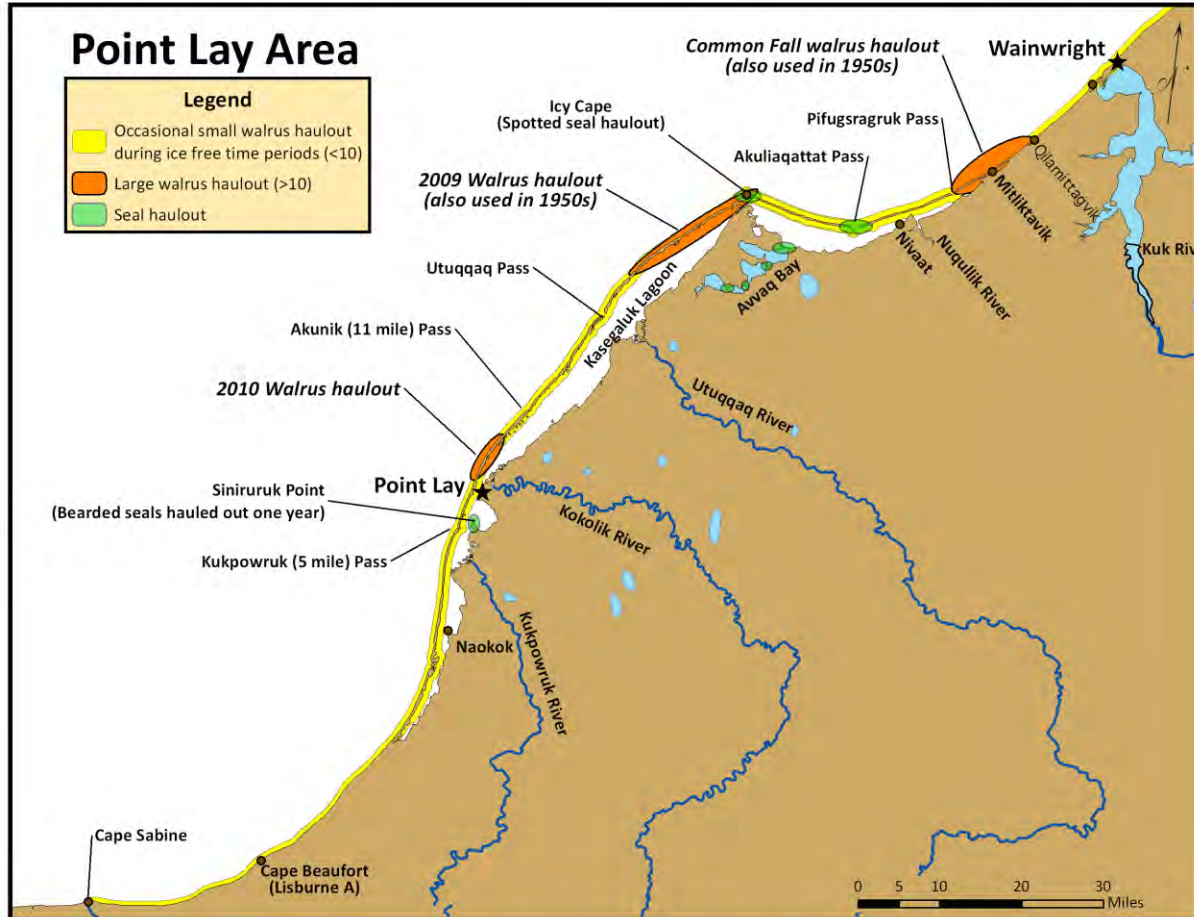 Point Lay Area
Legend
Occasional small walrus haulout
during ice free time periods (<10)
Large walrus haulout (>10)
Seal haulout
Common Fall walrus haulout
(also used in 1950s)
Wainwright
Icy Cape
(Spotted seal haulout)
Pifugsragruk Pass
Akuliaqattat Pass
2009 Walrus haulout
(also used in 1950s)
Qilamittagvik
Mitliktavik
Utuqqaq Pass
Nivaat
Nuqullik River
Kuk Riv
Avvaq Bay
Kasegaluk Lagoon
Akunik (11 mile) Pass
2010 Walrus haulout
Utuqqaq River
Point Lay
Siniruruk Point
(Bearded seals hauled out one year)
Kokolik River
Kukpowruk (5 mile) Pass
Naokok
Kukpowruk River
Cape Sabine
Cape Beaufort
(Lisburne A)
0 5 10 20 30
Miles